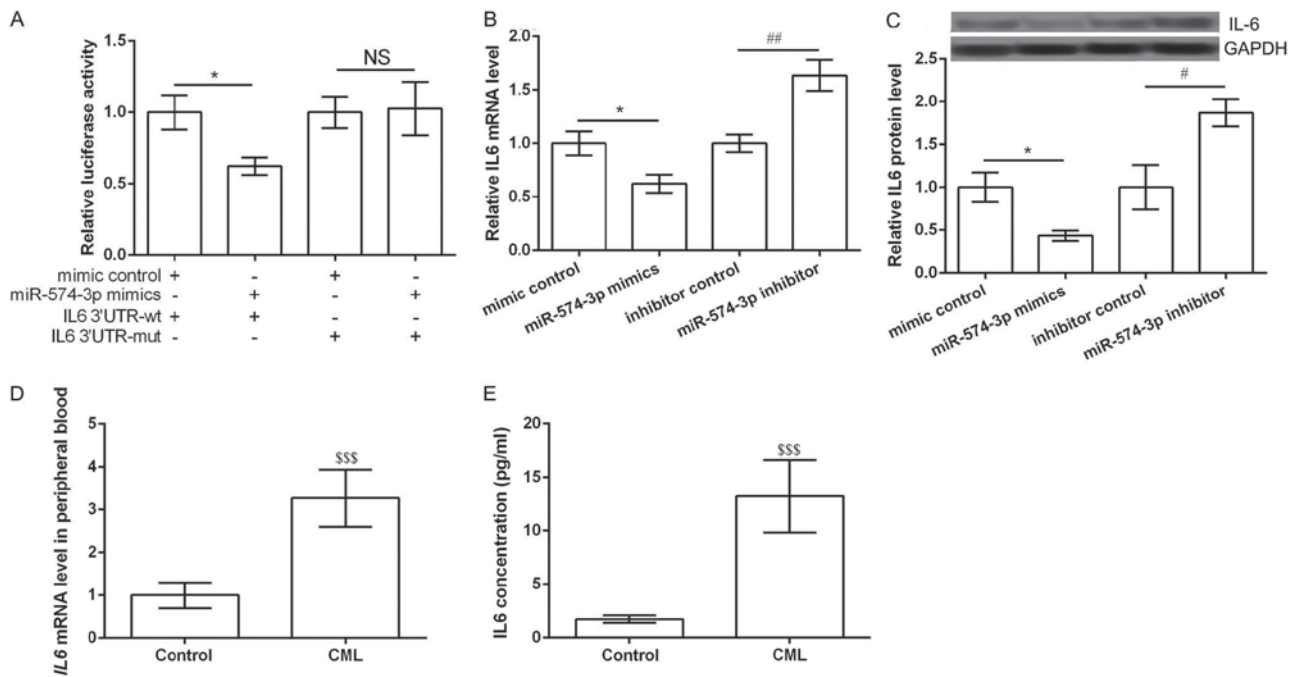 A
Relative luciferase activity
1.5
1.0
0.5
0.0
*
NS
mimic control + - + -
miR-574-3p mimics - + - +
IL6 3'UTR-wt + + - -
IL6 3'UTR-mut - - + +
B
Relative IL6 mRNA level
2.0
1.5
1.0
0.5
0.0
*
##
mimic control
miR-574-3p mimics
inhibitor control
miR-574-3p inhibitor
C
IL-6
GAPDH
Relative IL6 protein level
2.5
2.0
1.5
1.0
0.5
0.0
*
#
mimic control
miR-574-3p mimics
inhibitor control
miR-574-3p inhibitor
D
IL6 mRNA level in peripheral blood
5
4
3
2
1
0
$$$
Control
CML
E
IL6 concentration (pg/ml)
20
15
10
5
0
$$$
Control
CML